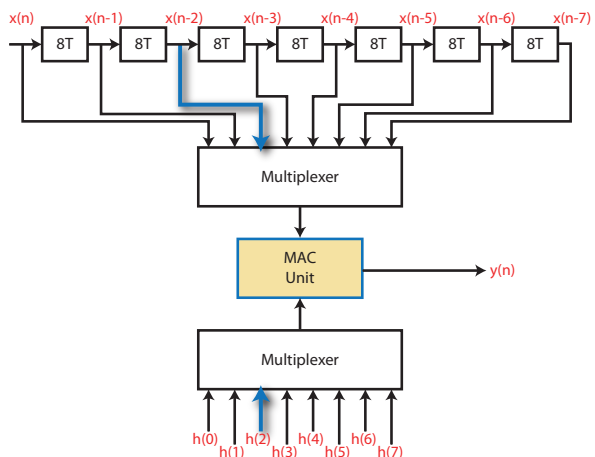 x(n) x(n-1) x(n-2) x(n-3) x(n-4) x(n-5) x(n-6) x(n-7)
8T 8T 8T 8T 8T 8T 8T
Multiplexer
MAC
Unit
y(n)
Multiplexer
h(0) h(2) h(4) h(6)
h(1) h(3) h(5) h(7)